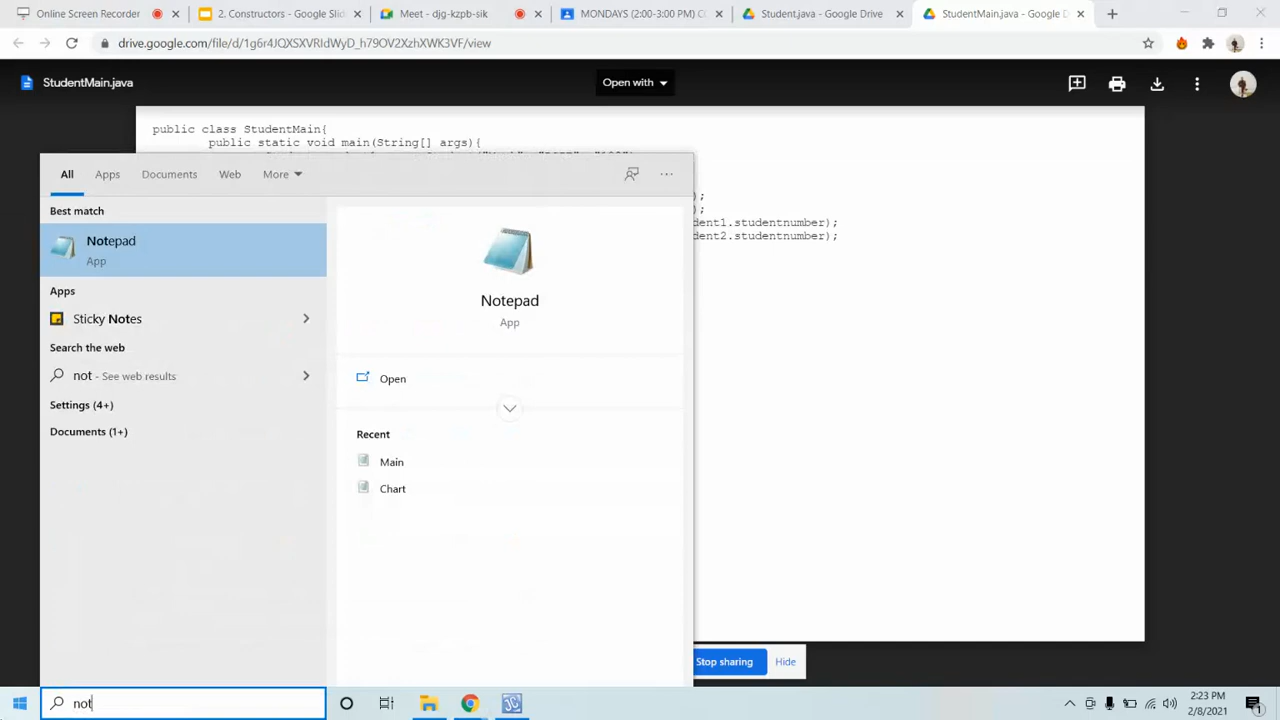 Online Screen Recorder
2. Constructors - Google Slid
Meet - djg-kzpb-sik
MONDAYS (3:00-3:00 PM) CC
Student.java - Google Drive
StudentMain.java - Google D
drive.google.com/file/d/1g6r4JQXSXVRIdWyD_h79OV2XzhXWK3VF/view
StudentMain.java
Open with
public class StudentMain{
public static void main(String[] args){
All
Apps
Documents
Web
More
);
);
dent1.studentnumber);
dent2.studentnumber);
Best match
Notepad
App
Apps
Sticky Notes
Search the web
not - See web results
Settings (4+)
Documents (1+)
Notepad
App
Open
Recent
Main
Chart
Stop sharing
Hide
not
2:23 PM
2/8/2021
1